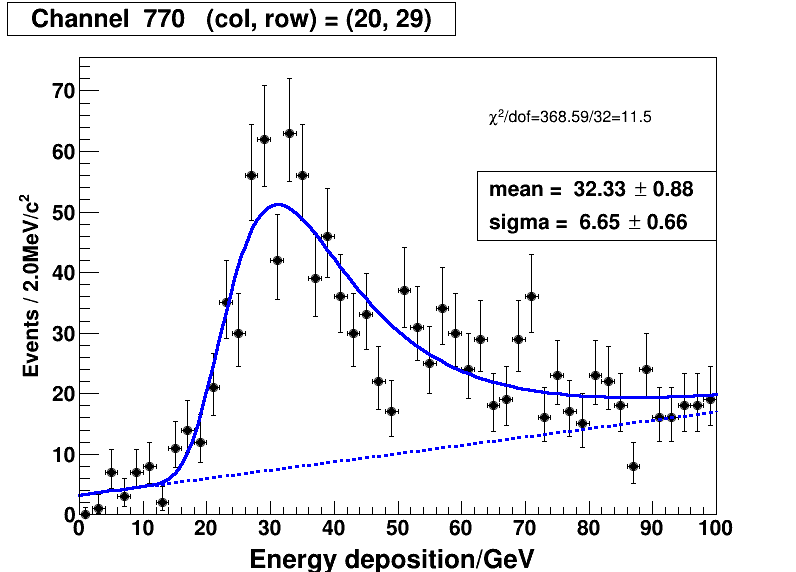 Channel 770 (col, row) = (20, 29)
χ²/dof=368.59/32=11.5
mean = 32.33 ± 0.88
sigma = 6.65 ± 0.66
Events / 2.0MeV/c²
70
60
50
40
30
20
10
0
0 10 20 30 40 50 60 70 80 90 100
Energy deposition/GeV